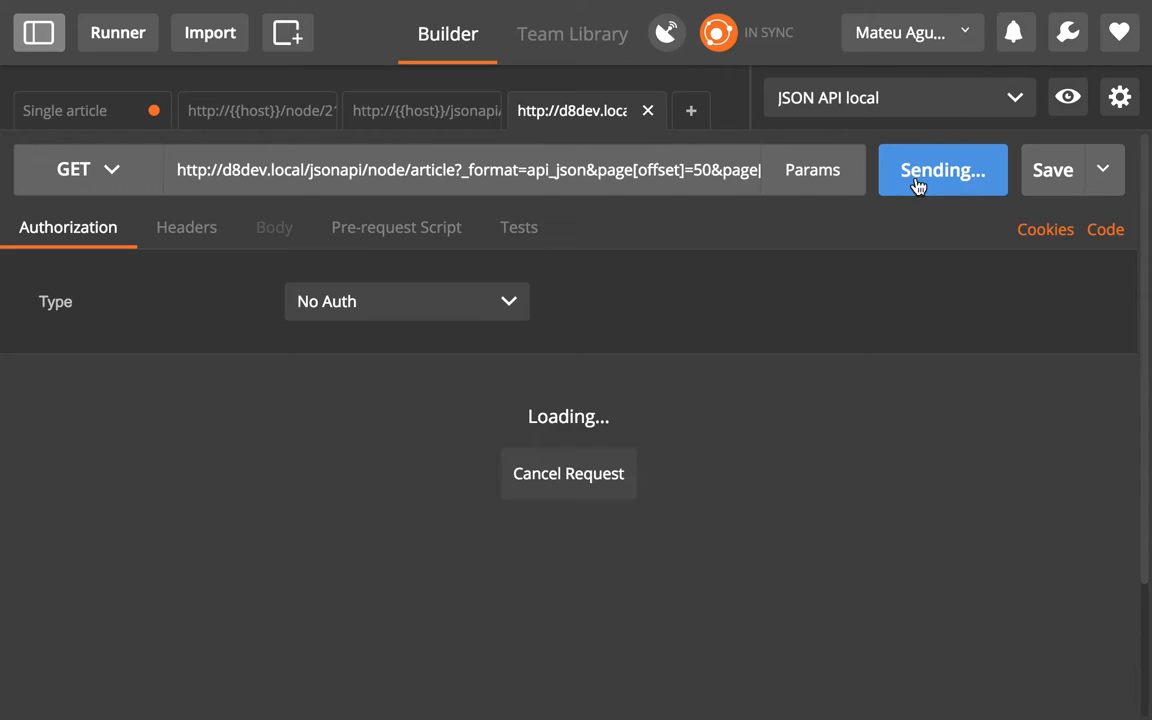 Runner Import Builder Team Library IN SYNC Mateu Agu...
Single article http://{{host}}/node/2 http://{{host}}/jsonapi/ http://d8dev.loca + JSON API local
GET http://d8dev.local/jsonapi/node/article?_format=api_json&page[offset]=50&page Params Sending... Save
Authorization Headers Body Pre-request Script Tests Cookies Code
Type No Auth
Loading...
Cancel Request